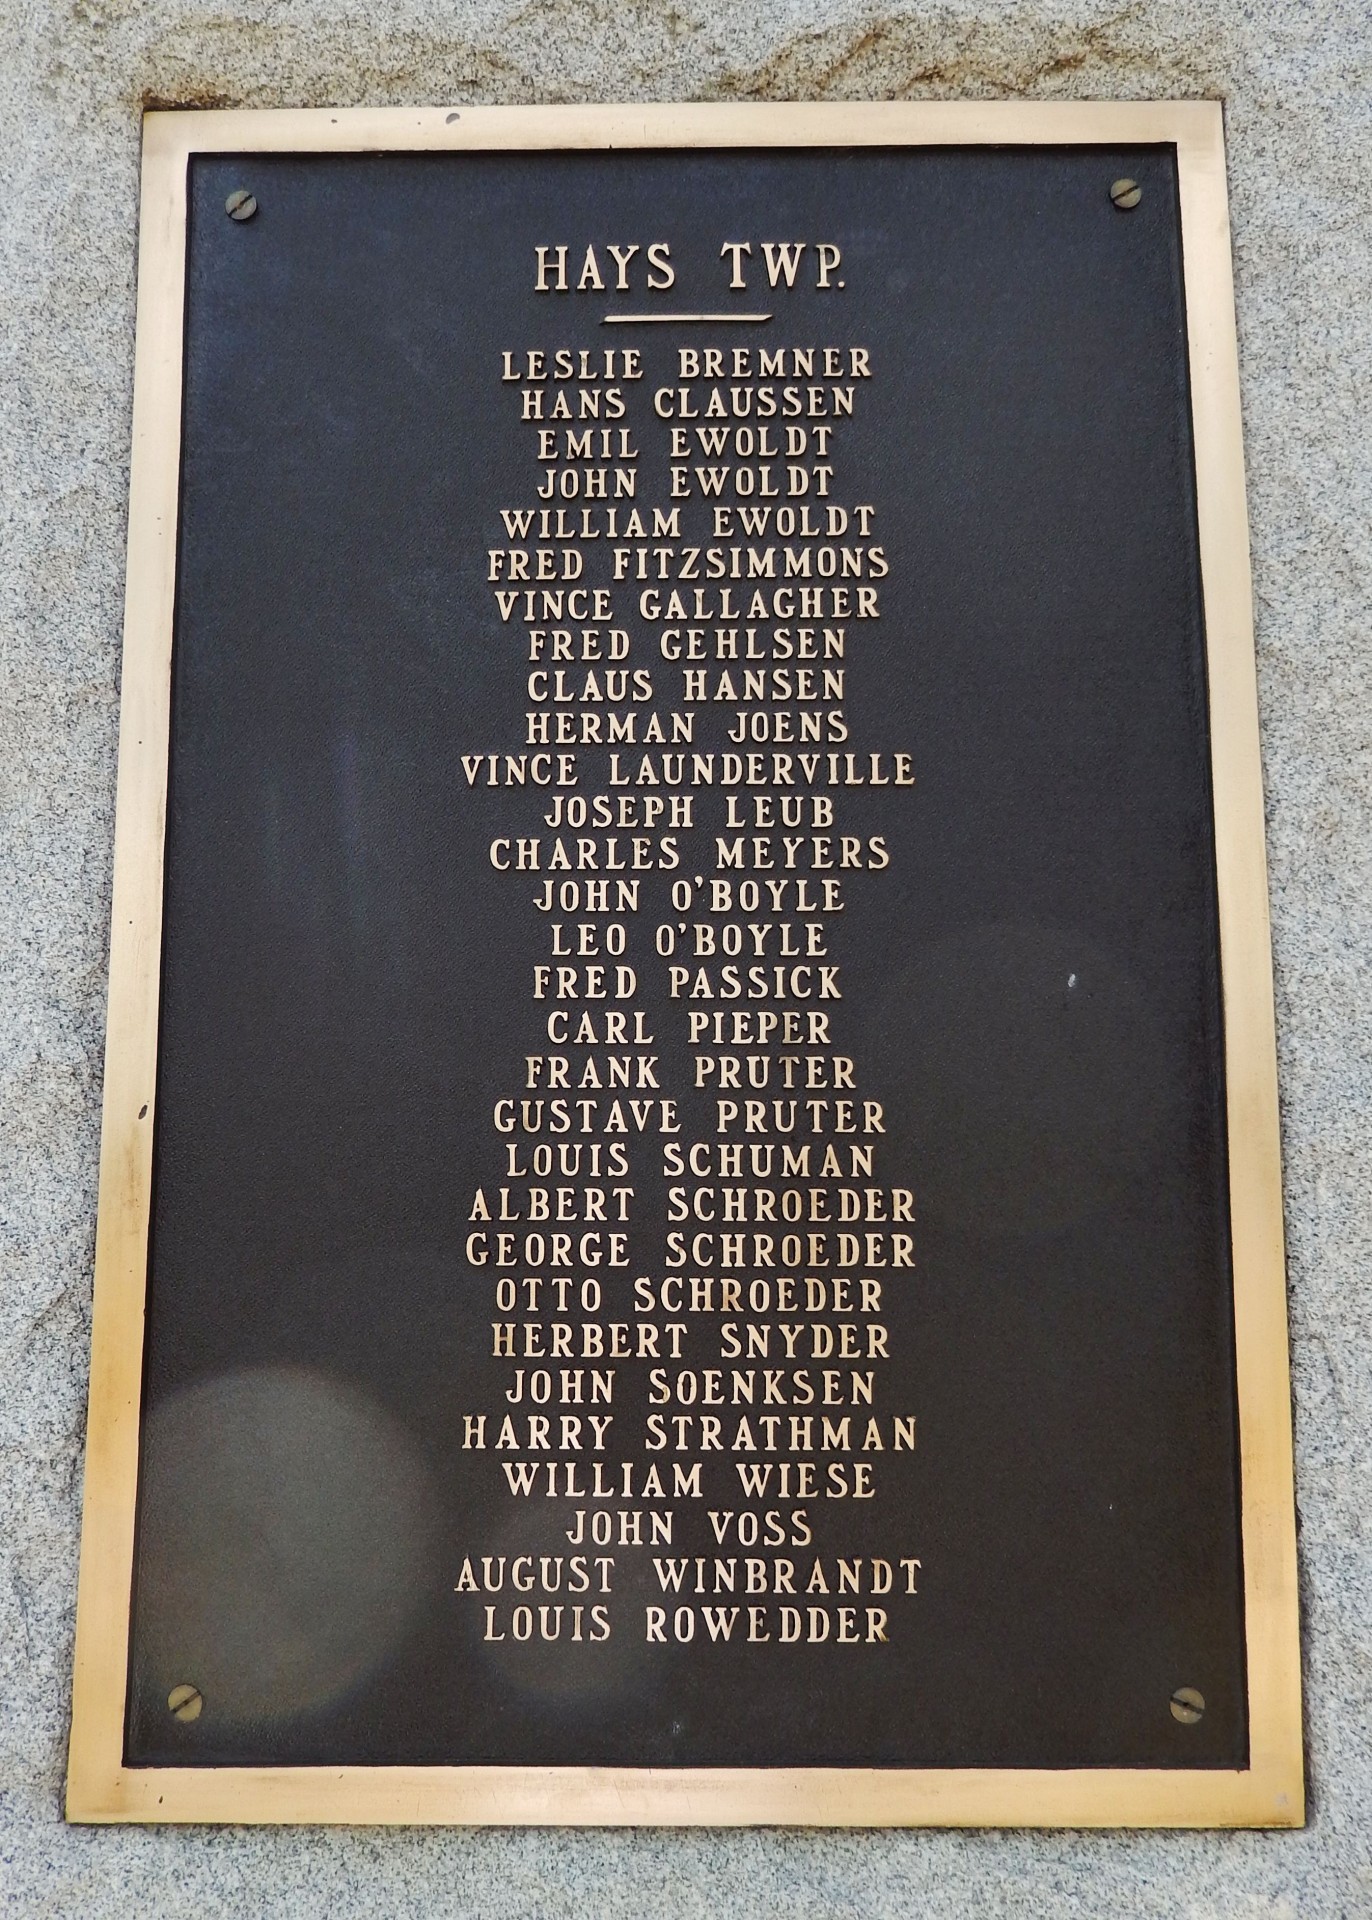 HAYS TWP.
LESLIE BREMNER
HANS CLAUSSEN
EMIL EWOLDT
JOHN EWOLDT
WILLIAM EWOLDT
FRED FITZSIMMONS
VINCE GALLAGHER
FRED GEHLSEN
CLAUS HANSEN
HERMAN JOENS
VINCE LAUNDERVILLE
JOSEPH LEUB
CHARLES MEYERS
JOHN O'BOYLE
LEO O'BOYLE
FRED PASSICK
CARL PIEPER
FRANK PRUTER
GUSTAVE PRUTER
LOUIS SCHUMAN
ALBERT SCHROEDER
GEORGE SCHROEDER
OTTO SCHROEDER
HERBERT SNYDER
JOHN SOENKSEN
HARRY STRATHMAN
WILLIAM WIESE
JOHN VOSS
AUGUST WINBRANDT
LOUIS ROWEDDER